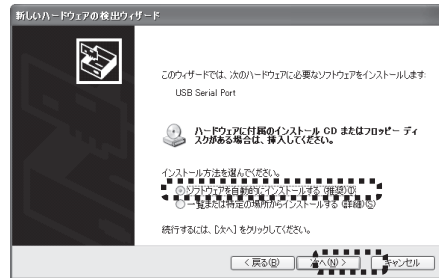 新しいハードウェアの検出ウィザード
このウィザードでは、次のハードウェアに必要なソフトウェアをインストールします:
USB Serial Port
ハードウェアに付属のインストール CD またはフロッピー ディ
スクがある場合は、挿入してください。
インストール方法を選んでください。
ソフトウェアを自動的にインストールする (推奨)(I)
一覧または特定の場所からインストールする (詳細)(S)
続行するには、[次へ] をクリックしてください。
< 戻る(B)
次へ(N) >
キャンセル